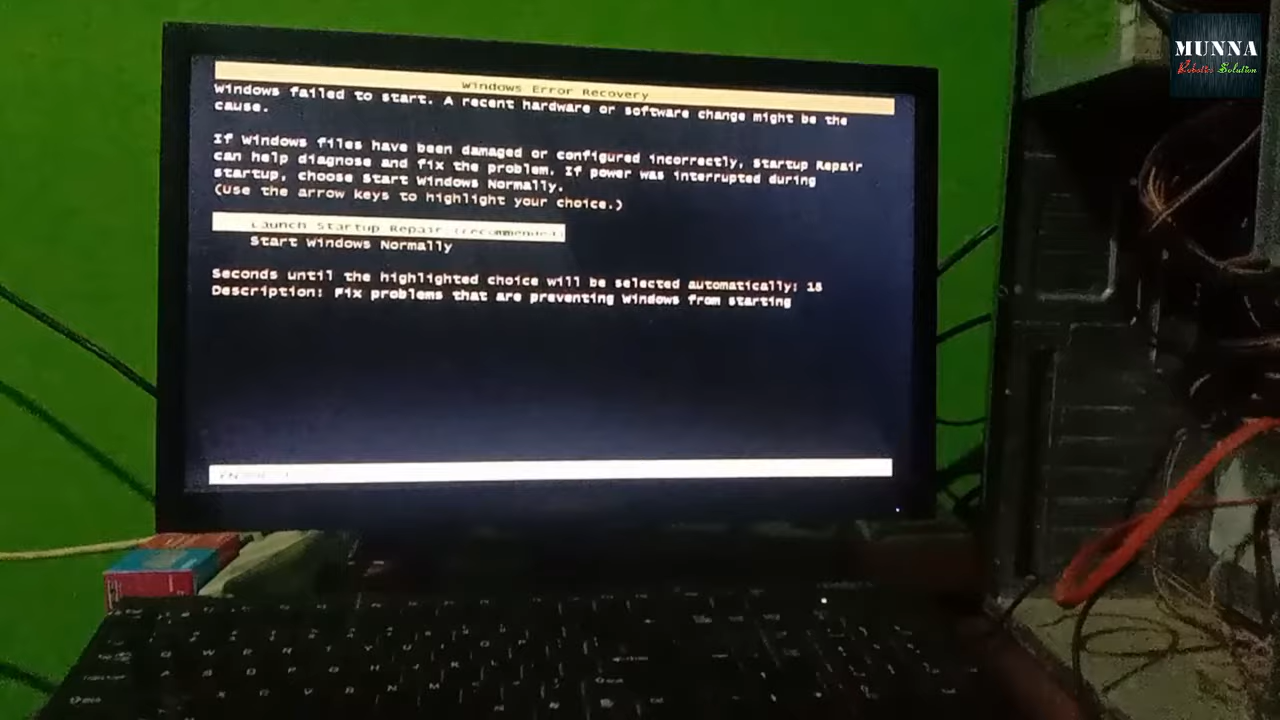 MUNNA
Robotics Solution
Windows Error Recovery
Windows failed to start. A recent hardware or software change might be the
cause.
If Windows files have been damaged or configured incorrectly, Startup Repair
can help diagnose and fix the problem. If power was interrupted during
startup, choose Start Windows Normally.
(Use the arrow keys to highlight your choice.)
Launch Startup Repair (recommended)
Start Windows Normally
Seconds until the highlighted choice will be selected automatically: 18
Description: Fix problems that are preventing Windows from starting